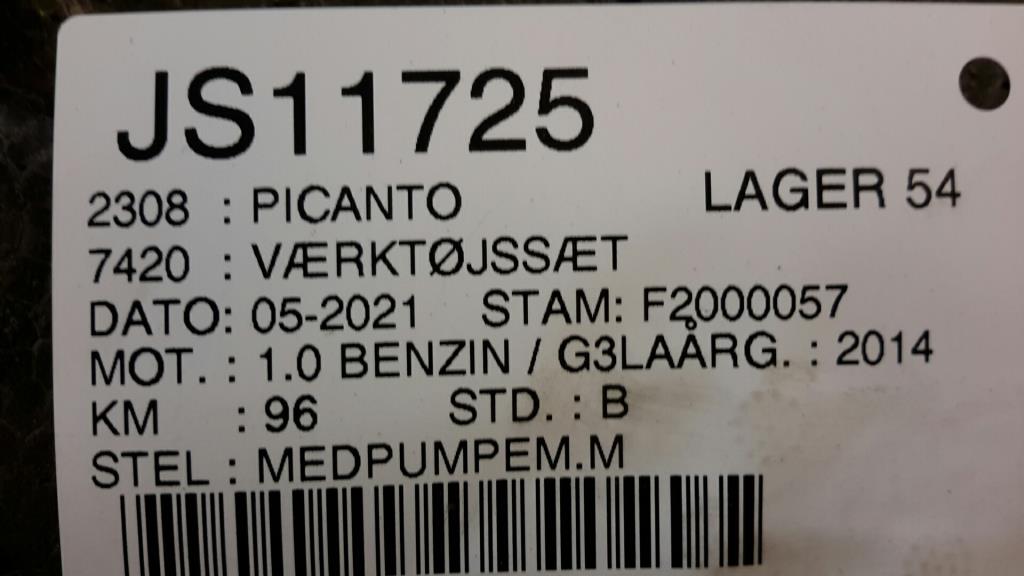 JS11725
2308 : PICANTO LAGER 54
7420 : VÆRKTØJSSÆT
DATO: 05-2021 STAM: F2000057
MOT. : 1.0 BENZIN / G3LAÅRG. : 2014
KM : 96 STD. : B
STEL : MEDPUMPEM.M